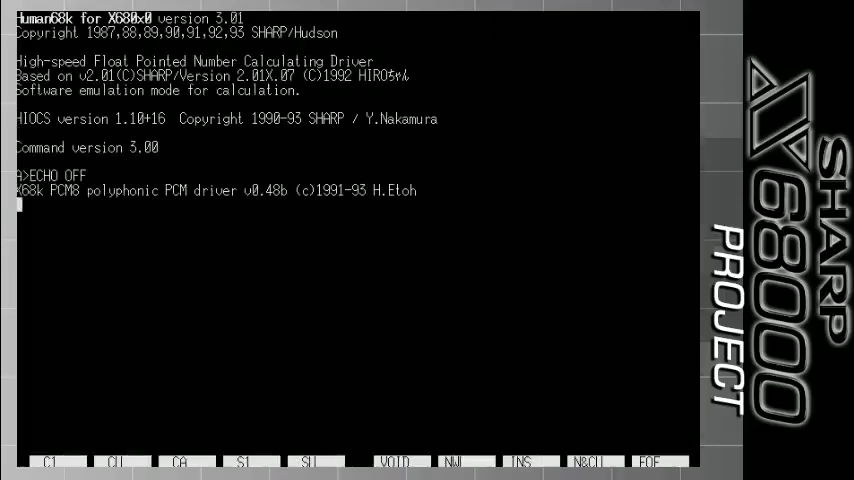 Human68k for X680x0 version 3.01
Copyright 1987,88,89,90,91,92,93 SHARP/Hudson
High-speed Float Pointed Number Calculating Driver
Based on v2.01(C)SHARP/Version 2.01X.07 (C)1992 HIROちゃん
Software emulation mode for calculation.
HIOCS version 1.10+16 Copyright 1990-93 SHARP / Y.Nakamura
Command version 3.00
A>ECHO OFF
X68k PCM8 polyphonic PCM driver v0.48b (c)1991-93 H.Etoh
C1 CU CA S1 SU VOID NWL INS N&CU EOF
SHARP
X68000
PROJECT